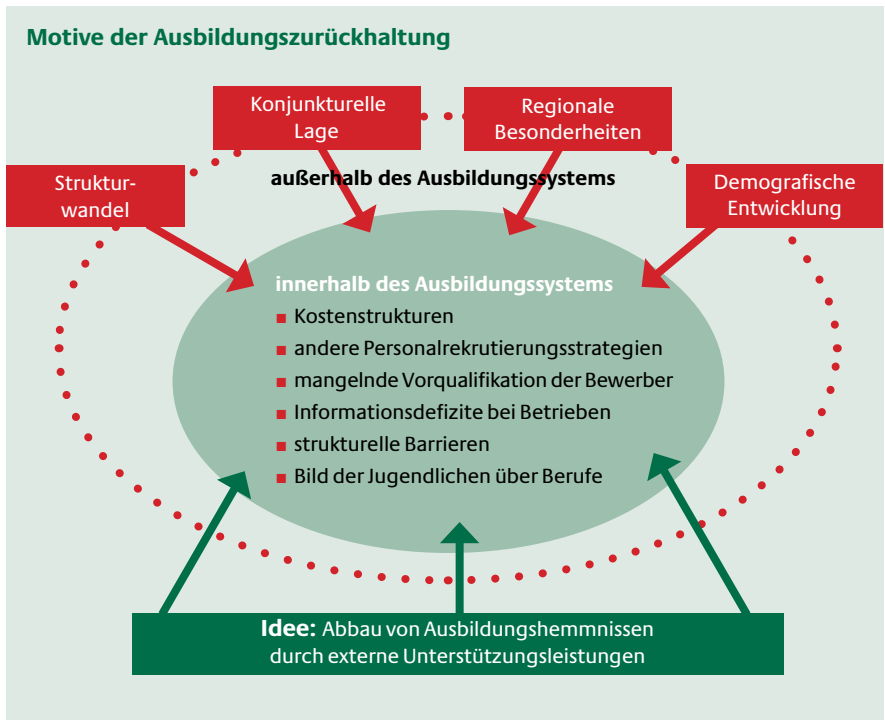 Motive der Ausbildungszurückhaltung
Konjunkturelle
Lage
Regionale
Besonderheiten
Struktur-
wandel
außerhalb des Ausbildungssystems
Demografische
Entwicklung
innerhalb des Ausbildungssystems
■ Kostenstrukturen
■ andere Personalrekrutierungsstrategien
■ mangelnde Vorqualifikation der Bewerber
■ Informationsdefizite bei Betrieben
■ strukturelle Barrieren
■ Bild der Jugendlichen über Berufe
Idee: Abbau von Ausbildungshemmnissen
durch externe Unterstützungsleistungen